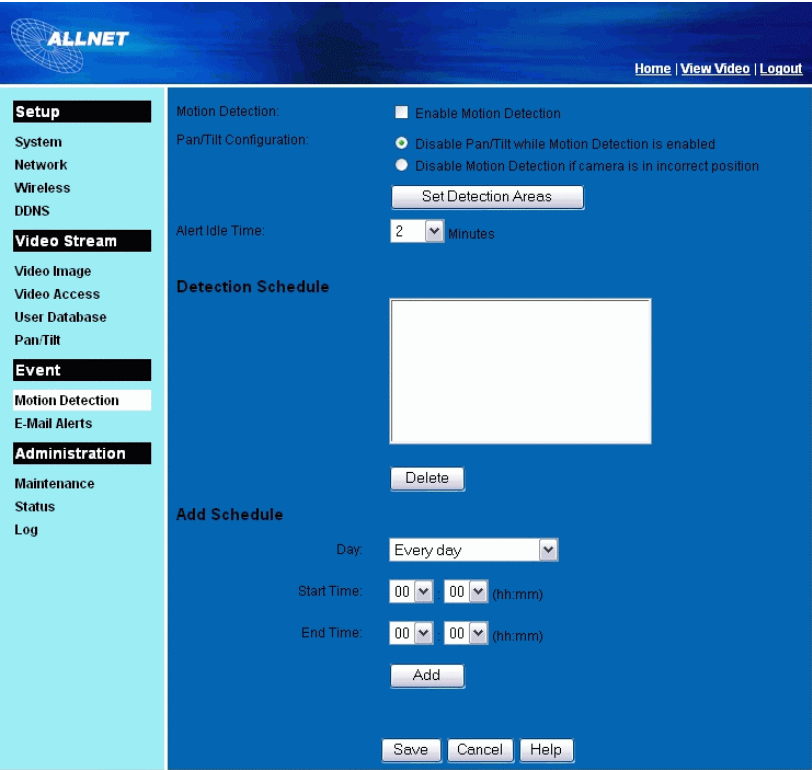 ALLNET
Home | View Video | Logout
Setup
System
Network
Wireless
DDNS
Video Stream
Video Image
Video Access
User Database
Pan/Tilt
Event
Motion Detection
E-Mail Alerts
Administration
Maintenance
Status
Log
Motion Detection:
Enable Motion Detection
Pan/Tilt Configuration:
Disable Pan/Tilt while Motion Detection is enabled
Disable Motion Detection if camera is in incorrect position
Set Detection Areas
Alert Idle Time:
2 Minutes
Detection Schedule
Delete
Add Schedule
Day: Every day
Start Time: 00 : 00 (hh:mm)
End Time: 00 : 00 (hh:mm)
Add
Save Cancel Help